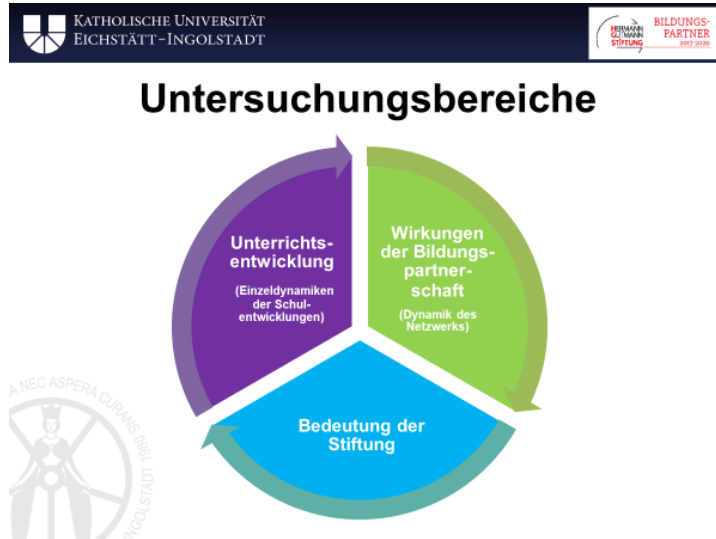 KATHOLISCHE UNIVERSITÄT
EICHSTÄTT-INGOLSTADT
HERMANN
GUTMANN
STIFTUNG
BILDUNGS-
PARTNER
2017-2020
Untersuchungsbereiche
Unterrichts-
entwicklung
(Einzeldynamiken
der Schul-
entwicklungen)
Wirkungen
der Bildungs-
partner-
schaft
(Dynamik des
Netzwerks)
Bedeutung der
Stiftung
A NEC ASPERA CURANS 1980
INGOLSTADT